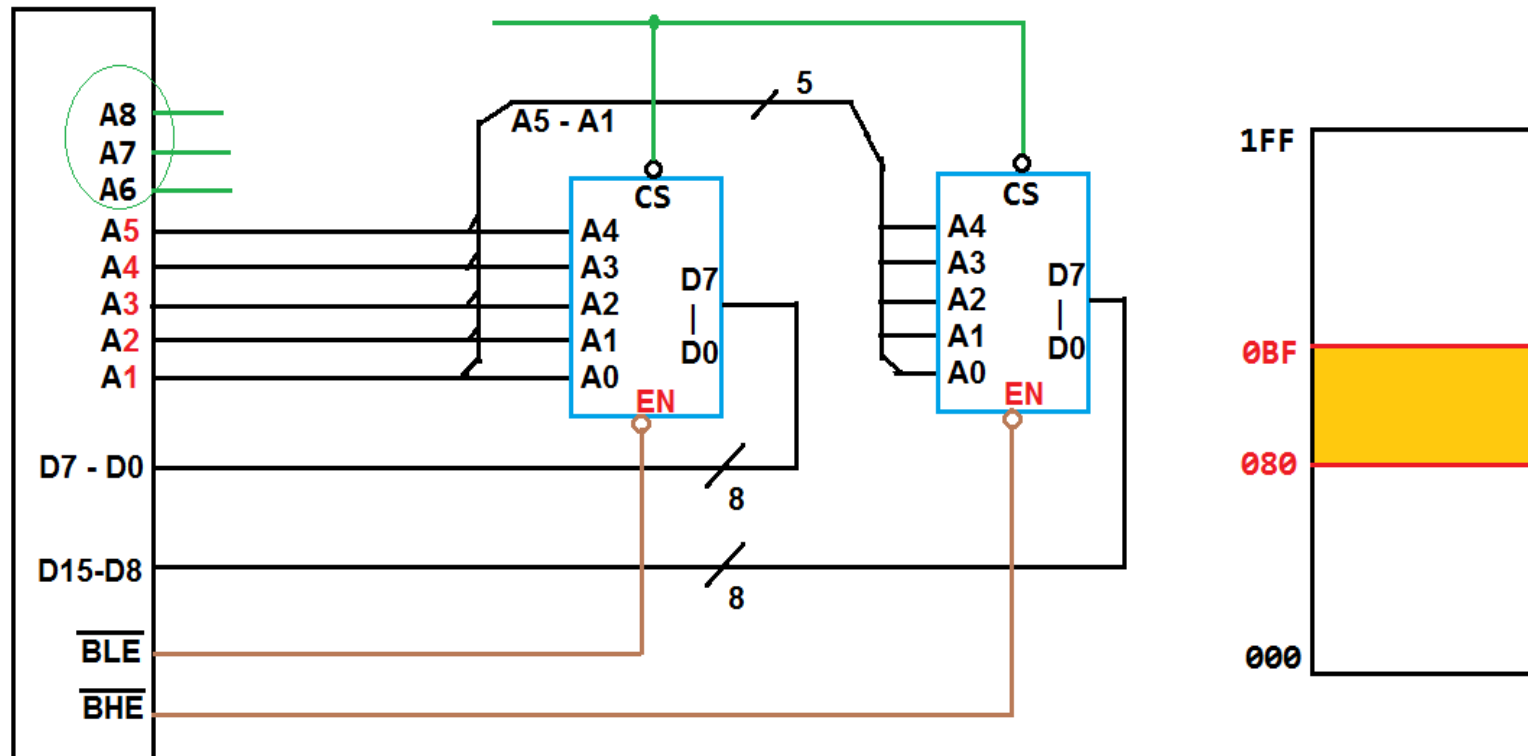 A8
A7
A6
A5
A4
A3
A2
A1
D7 - D0
D15-D8
BLE
BHE
A5 - A1
5
CS
A4
A3
A2
A1
A0
D7
|
D0
EN
8
8
CS
A4
A3
A2
A1
A0
D7
|
D0
EN
1FF
0BF
080
000